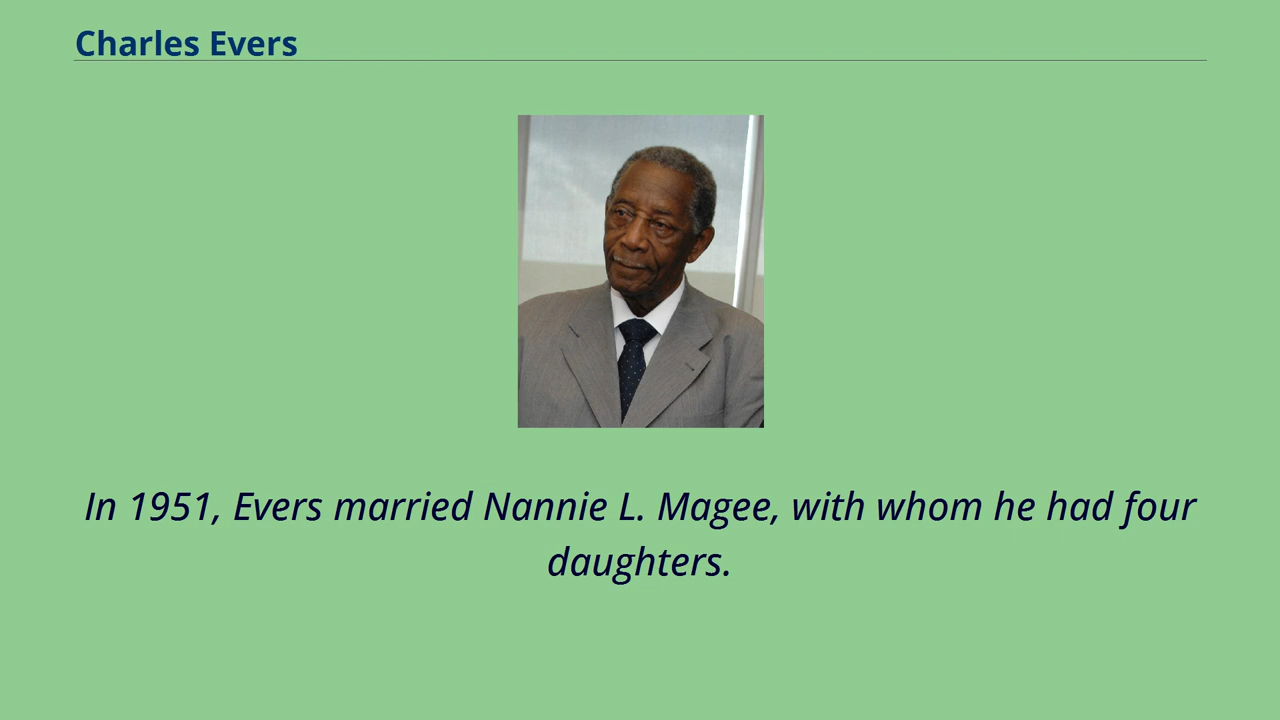 Charles Evers
In 1951, Evers married Nannie L. Magee, with whom he had four
daughters.